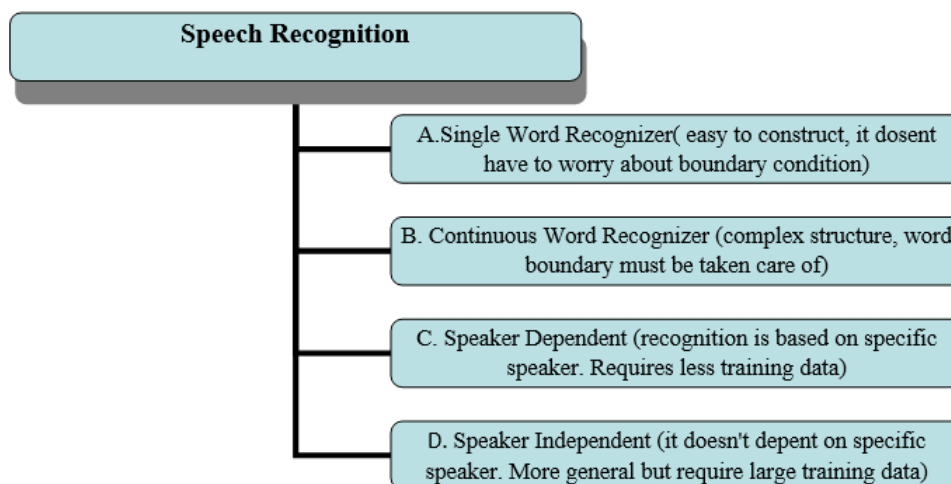 Speech Recognition
A.Single Word Recognizer( easy to construct, it dosent
have to worry about boundary condition)
B. Continuous Word Recognizer (complex structure, word
boundary must be taken care of)
C. Speaker Dependent (recognition is based on specific
speaker. Requires less training data)
D. Speaker Independent (it doesn't depent on specific
speaker. More general but require large training data)